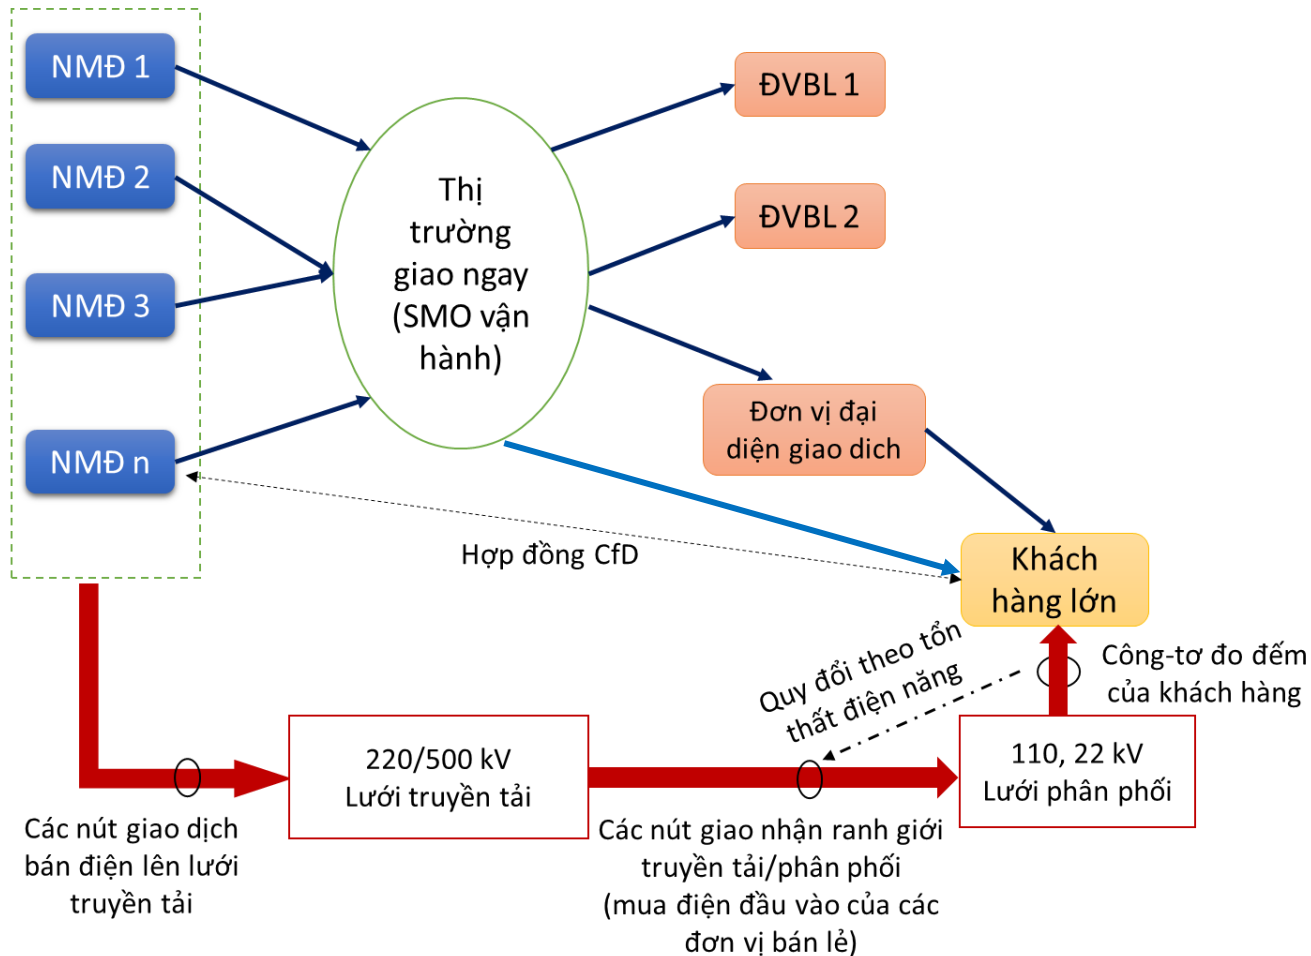 NMĐ 1
NMĐ 2
NMĐ 3
NMĐ n
Thị
trường
giao ngay
(SMO vận
hành)
ĐVBL 1
ĐVBL 2
Đơn vị đại
diện giao dich
Hợp đồng CfD
Khách
hàng lớn
Quy đổi theo tổn
thất điện năng
Công-tơ đo đếm
của khách hàng
220/500 kV
Lưới truyền tải
110, 22 kV
Lưới phân phối
Các nút giao dịch
bán điện lên lưới
truyền tải
Các nút giao nhận ranh giới
truyền tải/phân phối
(mua điện đầu vào của các
đơn vị bán lẻ)